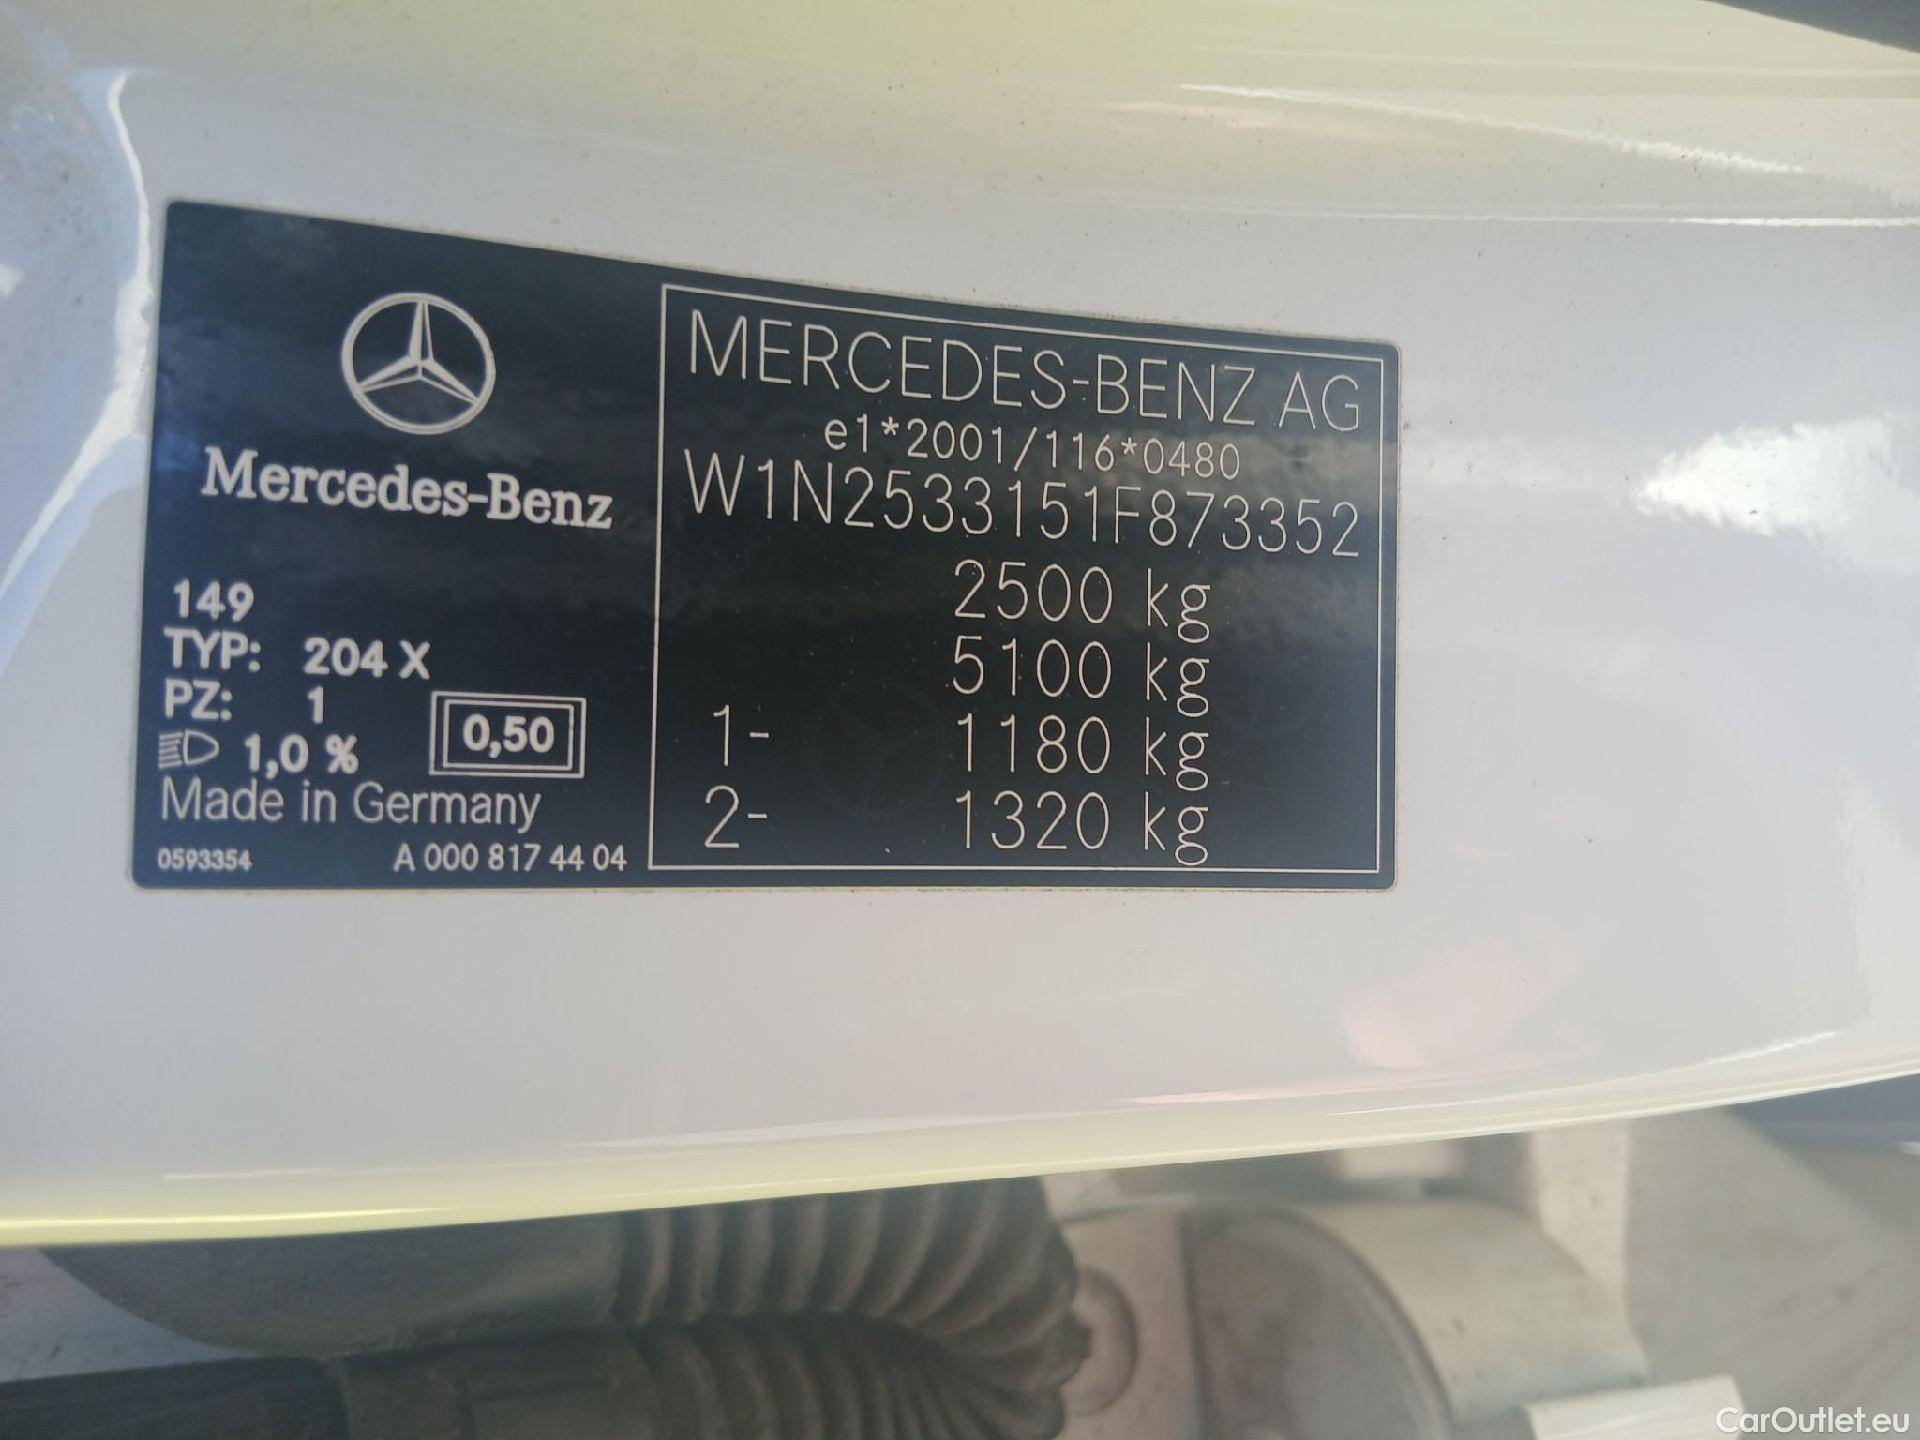 Mercedes-Benz
149
TYP: 204 X
PZ: 1
1,0 %
0,50
Made in Germany
0593354 A 000 817 44 04
MERCEDES-BENZ AG
e1*2001/116*0480
W1N2533151F873352
2500 kg
5100 kg
1- 1180 kg
2- 1320 kg
CarOutlet.eu